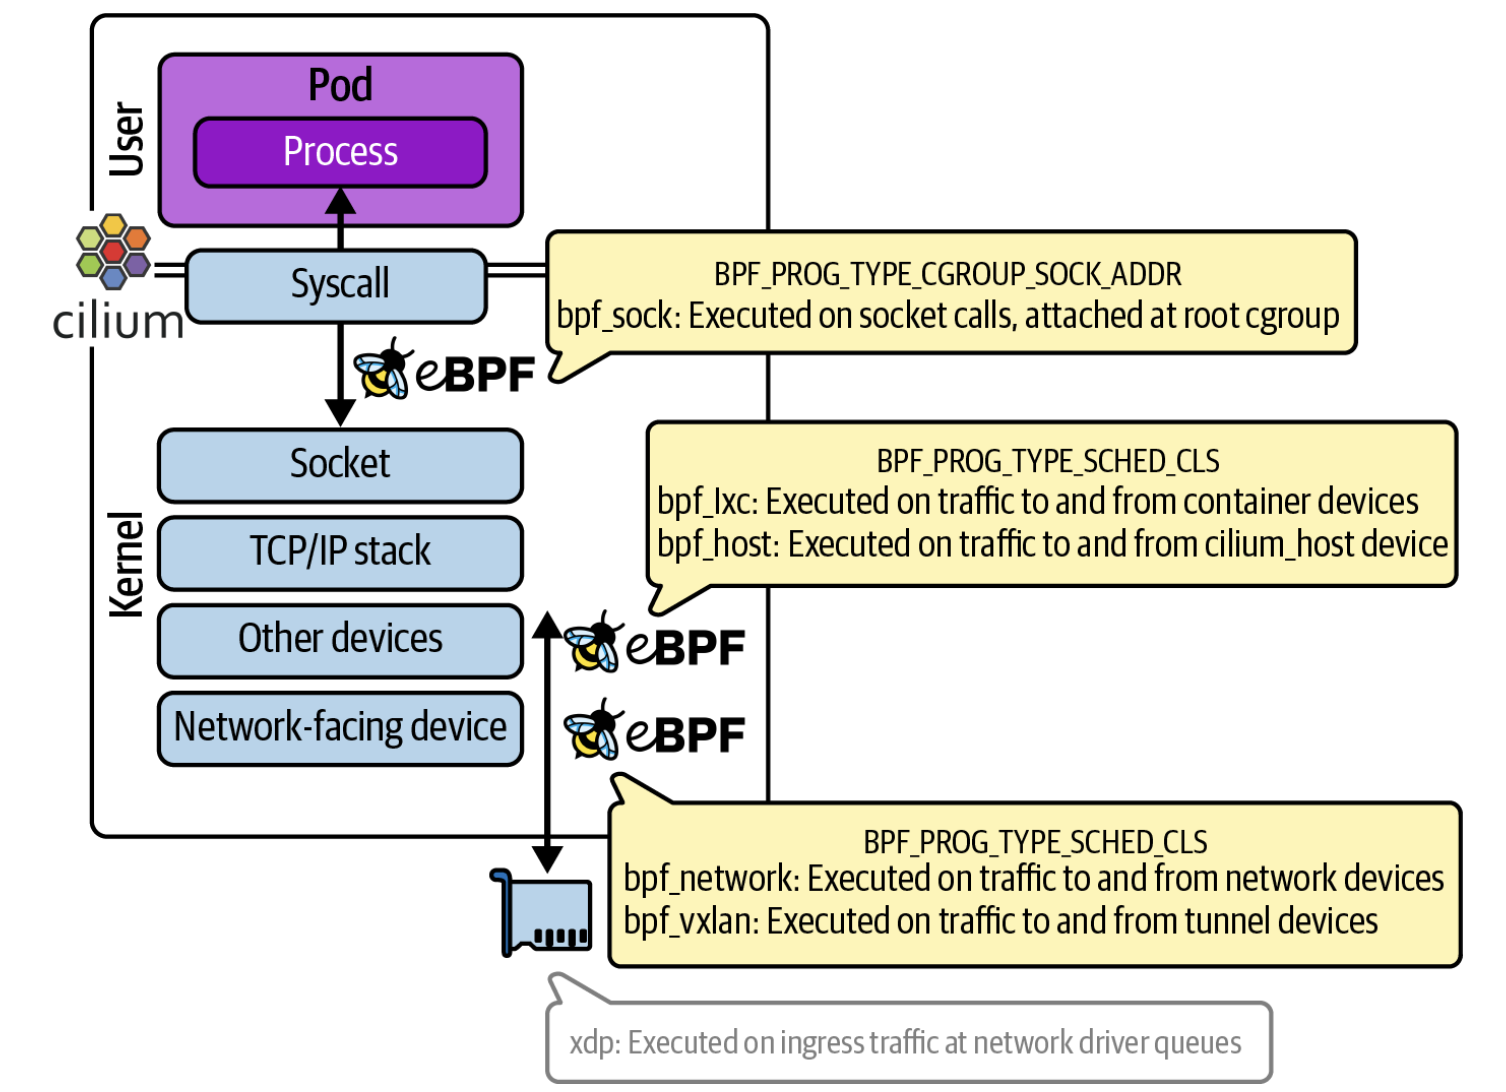 User
Pod
Process
cilium
Syscall
BPF_PROG_TYPE_CGROUP_SOCK_ADDR
bpf_sock: Executed on socket calls, attached at root cgroup
eBPF
Kernel
Socket
TCP/IP stack
Other devices
Network-facing device
BPF_PROG_TYPE_SCHED_CLS
bpf_lxc: Executed on traffic to and from container devices
bpf_host: Executed on traffic to and from cilium_host device
eBPF
eBPF
BPF_PROG_TYPE_SCHED_CLS
bpf_network: Executed on traffic to and from network devices
bpf_vxlan: Executed on traffic to and from tunnel devices
xdp: Executed on ingress traffic at network driver queues